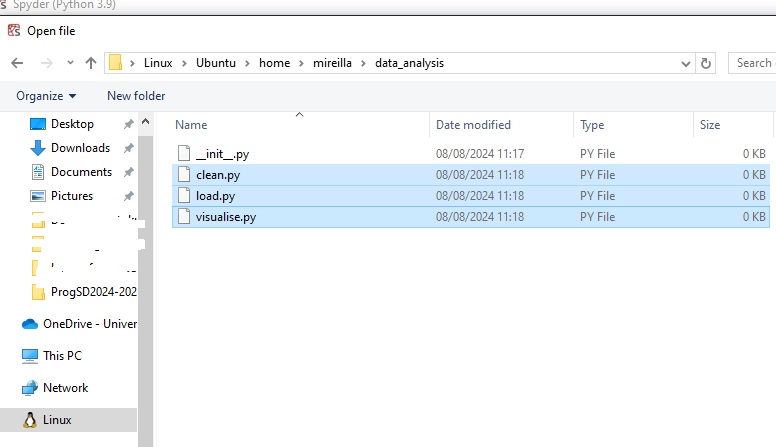 Spyder (Python 3.9)
Open file
Linux > Ubuntu > home > mireilla > data_analysis
Search
Organize
New folder
Name Date modified Type Size
Desktop
Downloads
Documents
Pictures
ProgSD2024-202
OneDrive - Univer
This PC
Network
Linux
__init__.py 08/08/2024 11:17 PY File 0 KB
clean.py 08/08/2024 11:18 PY File 0 KB
load.py 08/08/2024 11:18 PY File 0 KB
visualise.py 08/08/2024 11:18 PY File 0 KB